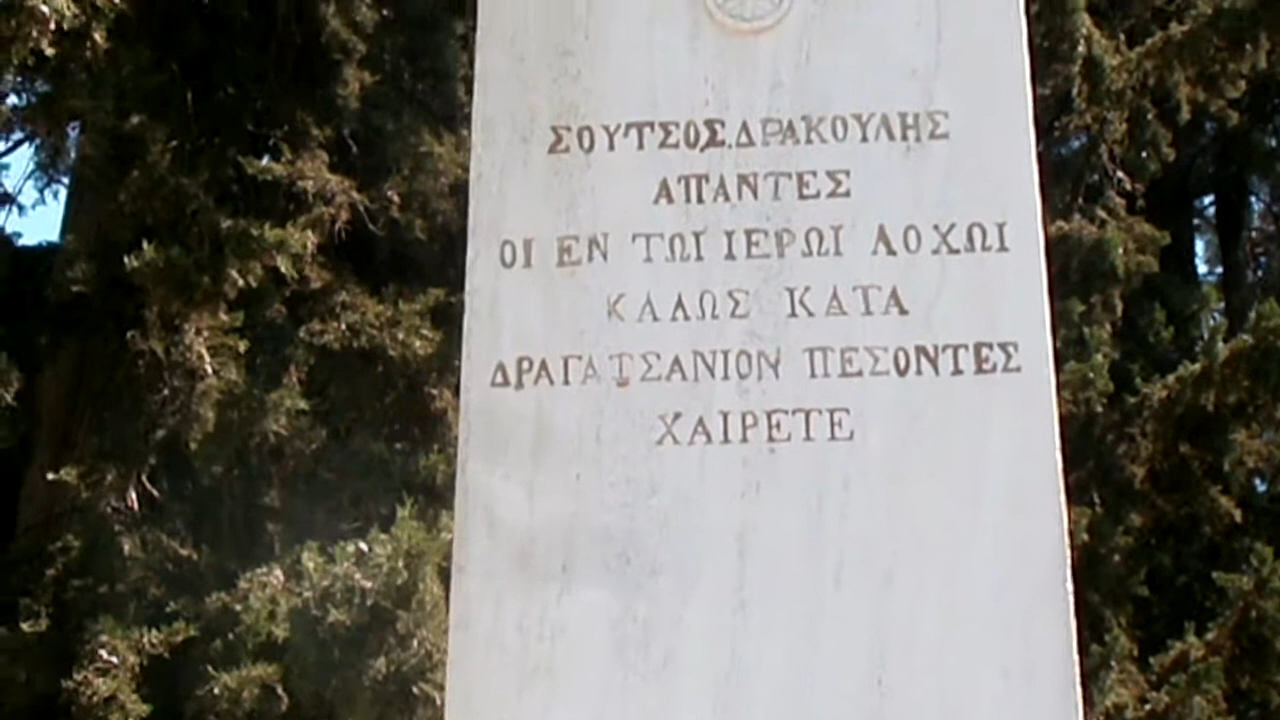 ΣΟΥΤΣΟΣ.ΔΡΑΚΟΥΛΗΣ
ΑΠΑΝΤΕΣ
ΟΙ ΕΝ ΤΩΙ ΙΕΡΩΙ ΛΟΧΩΙ
ΚΑΛΩΣ ΚΑΤΑ
ΔΡΑΓΑΤΣΑΝΙΟΝ ΠΕΣΟΝΤΕΣ
ΧΑΙΡΕΤΕ